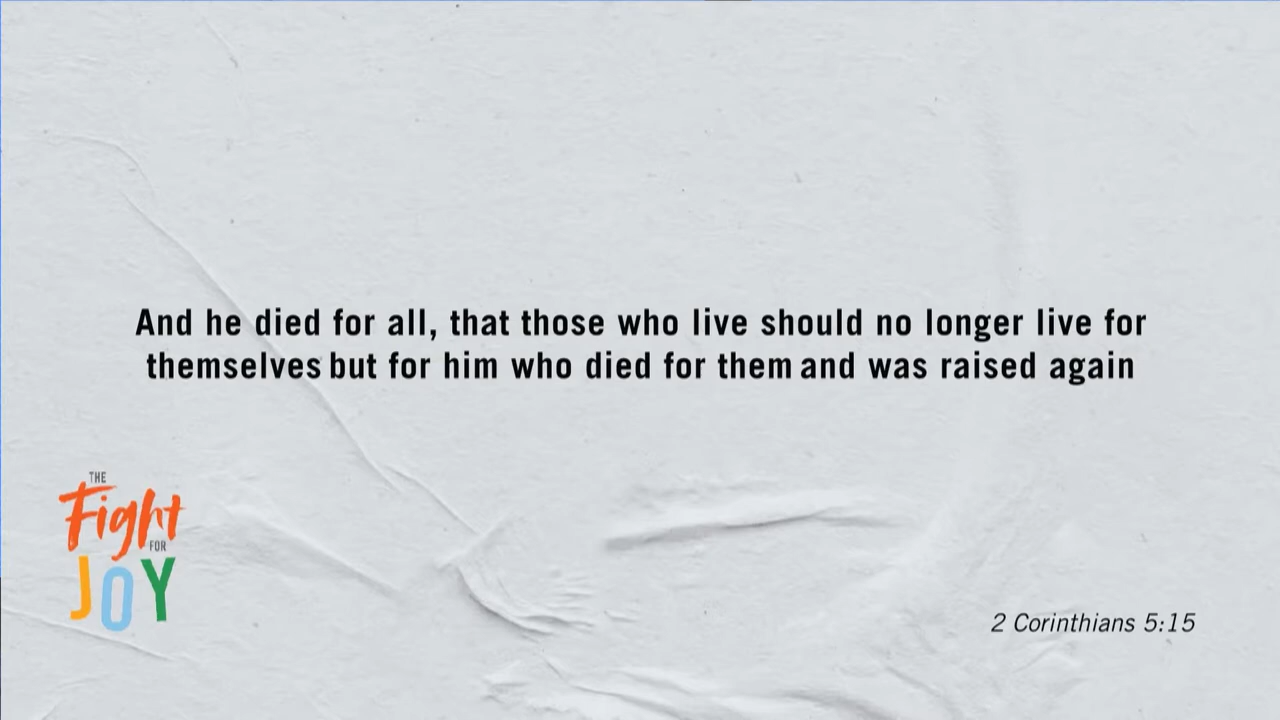 And he died for all, that those who live should no longer live for
themselves but for him who died for them and was raised again
THE
Fight
FOR
JOY
2 Corinthians 5:15